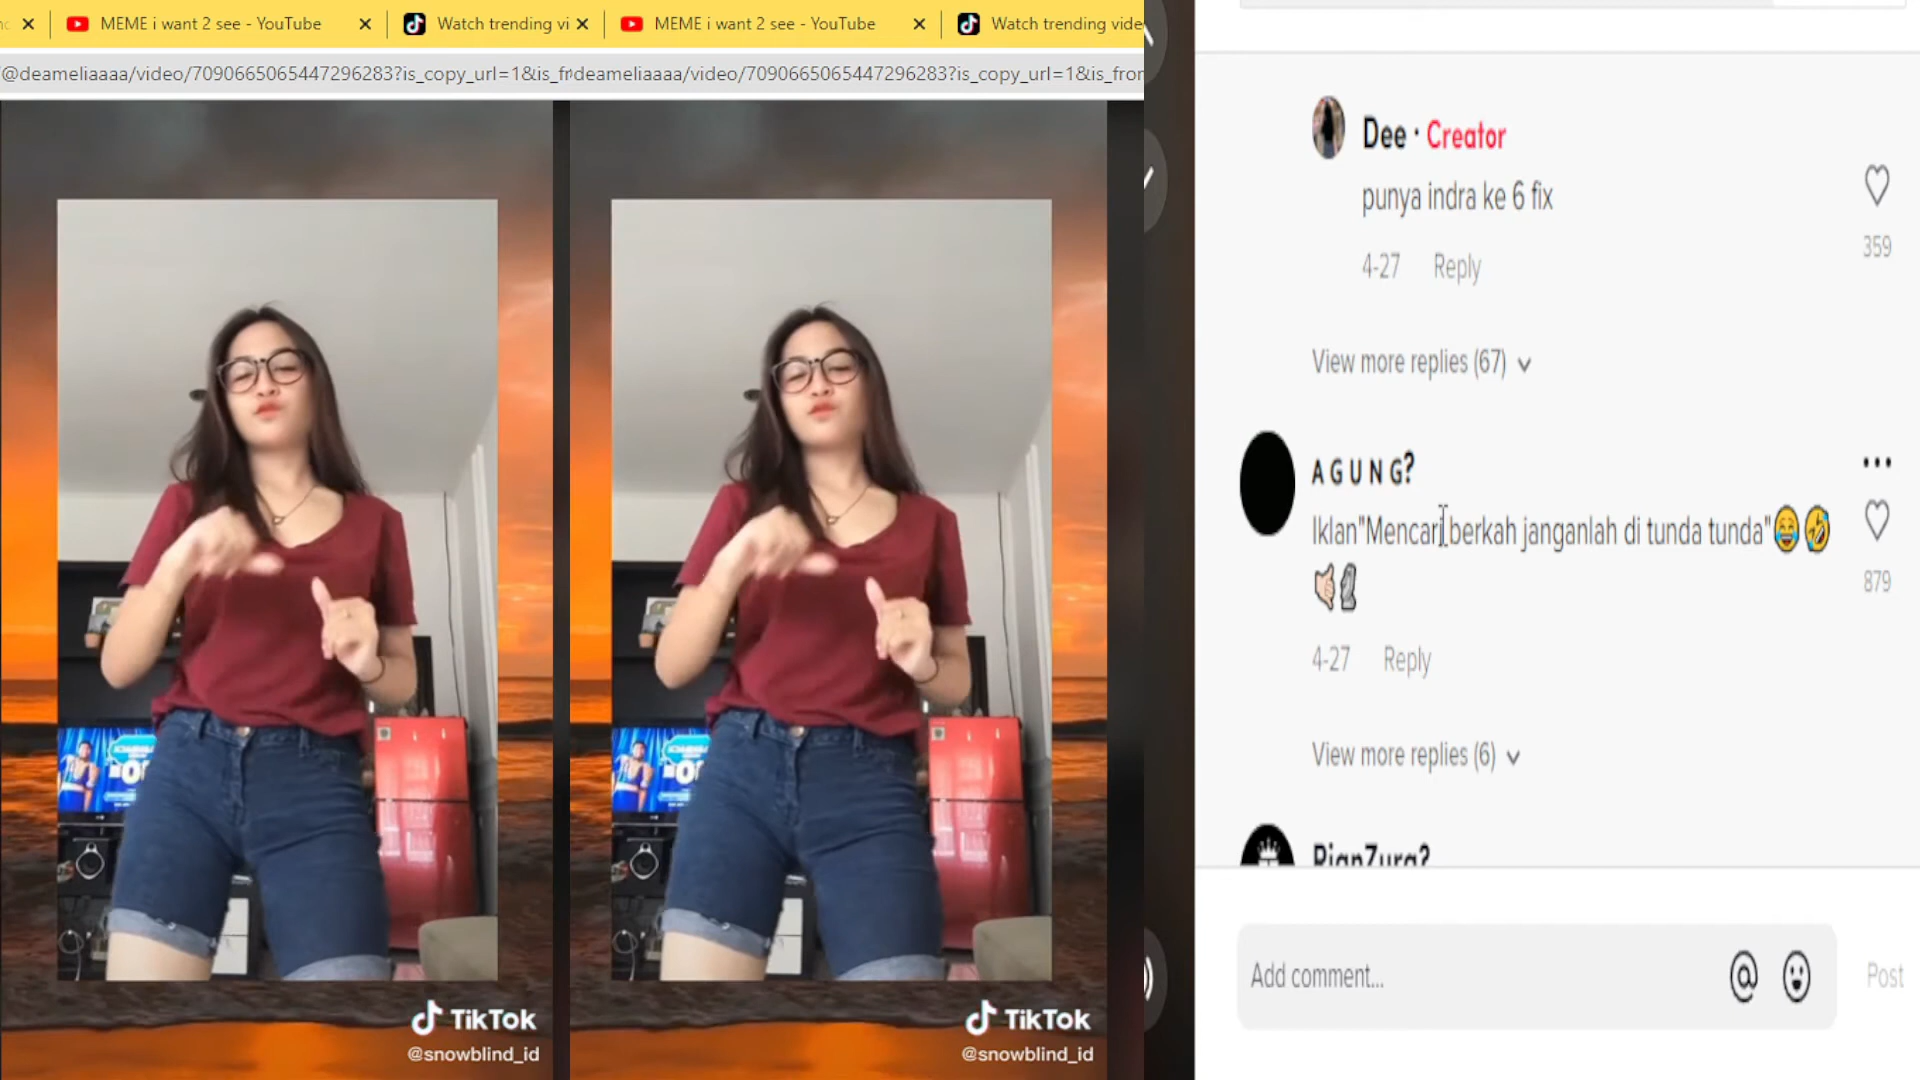 MEME i want 2 see - YouTube
Watch trending vi
MEME i want 2 see - YouTube
Watch trending vide
@deameliaaaa/video/7090665065447296283?is_copy_url=1&is_fr
deameliaaaa/video/7090665065447296283?is_copy_url=1&is_fror
TikTok
@snowblind_id
TikTok
@snowblind_id
Dee · Creator
punya indra ke 6 fix
359
4-27 Reply
View more replies (67)
A G U N G?
Iklan"Mencari berkah janganlah di tunda tunda"😂🤣
👎🏻🗿
879
4-27 Reply
View more replies (6)
RianZura?
Add comment...
Post